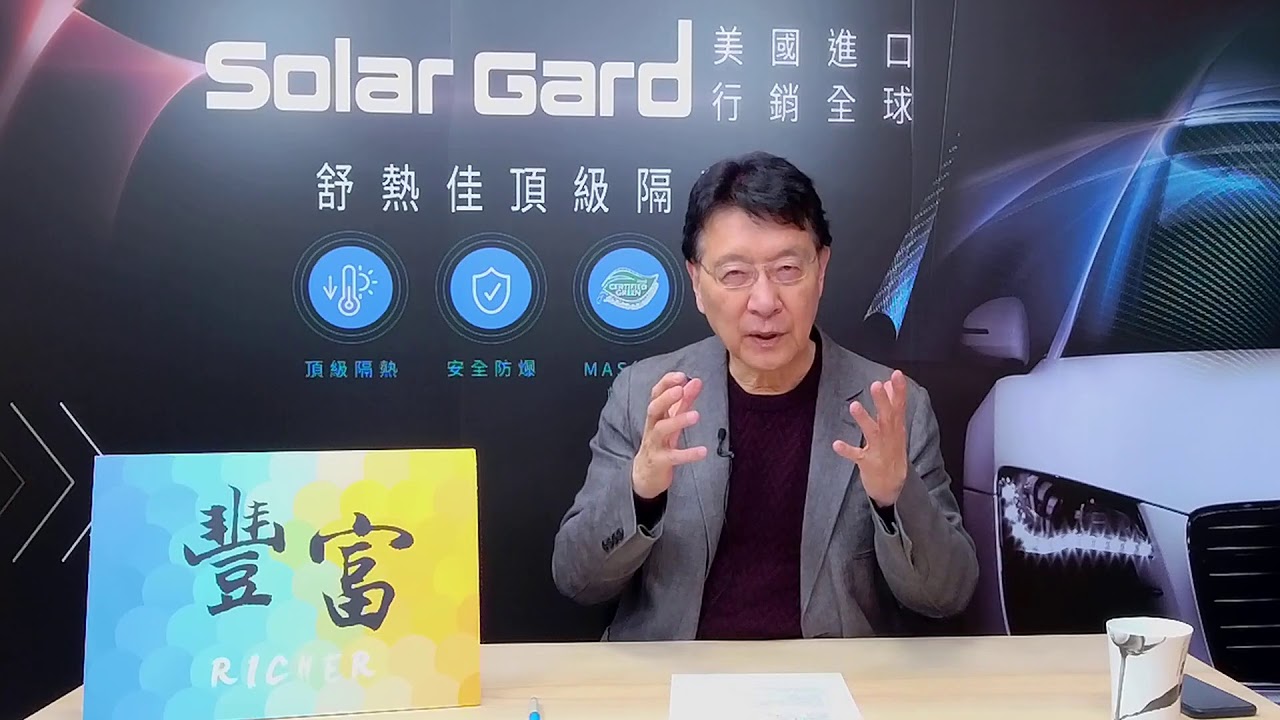 Solar Gard
美國進口
行銷全球
舒熱佳頂級隔
CERTIFIED
GREEN
頂級隔熱
安全防爆
MAS
豐富
RICHER